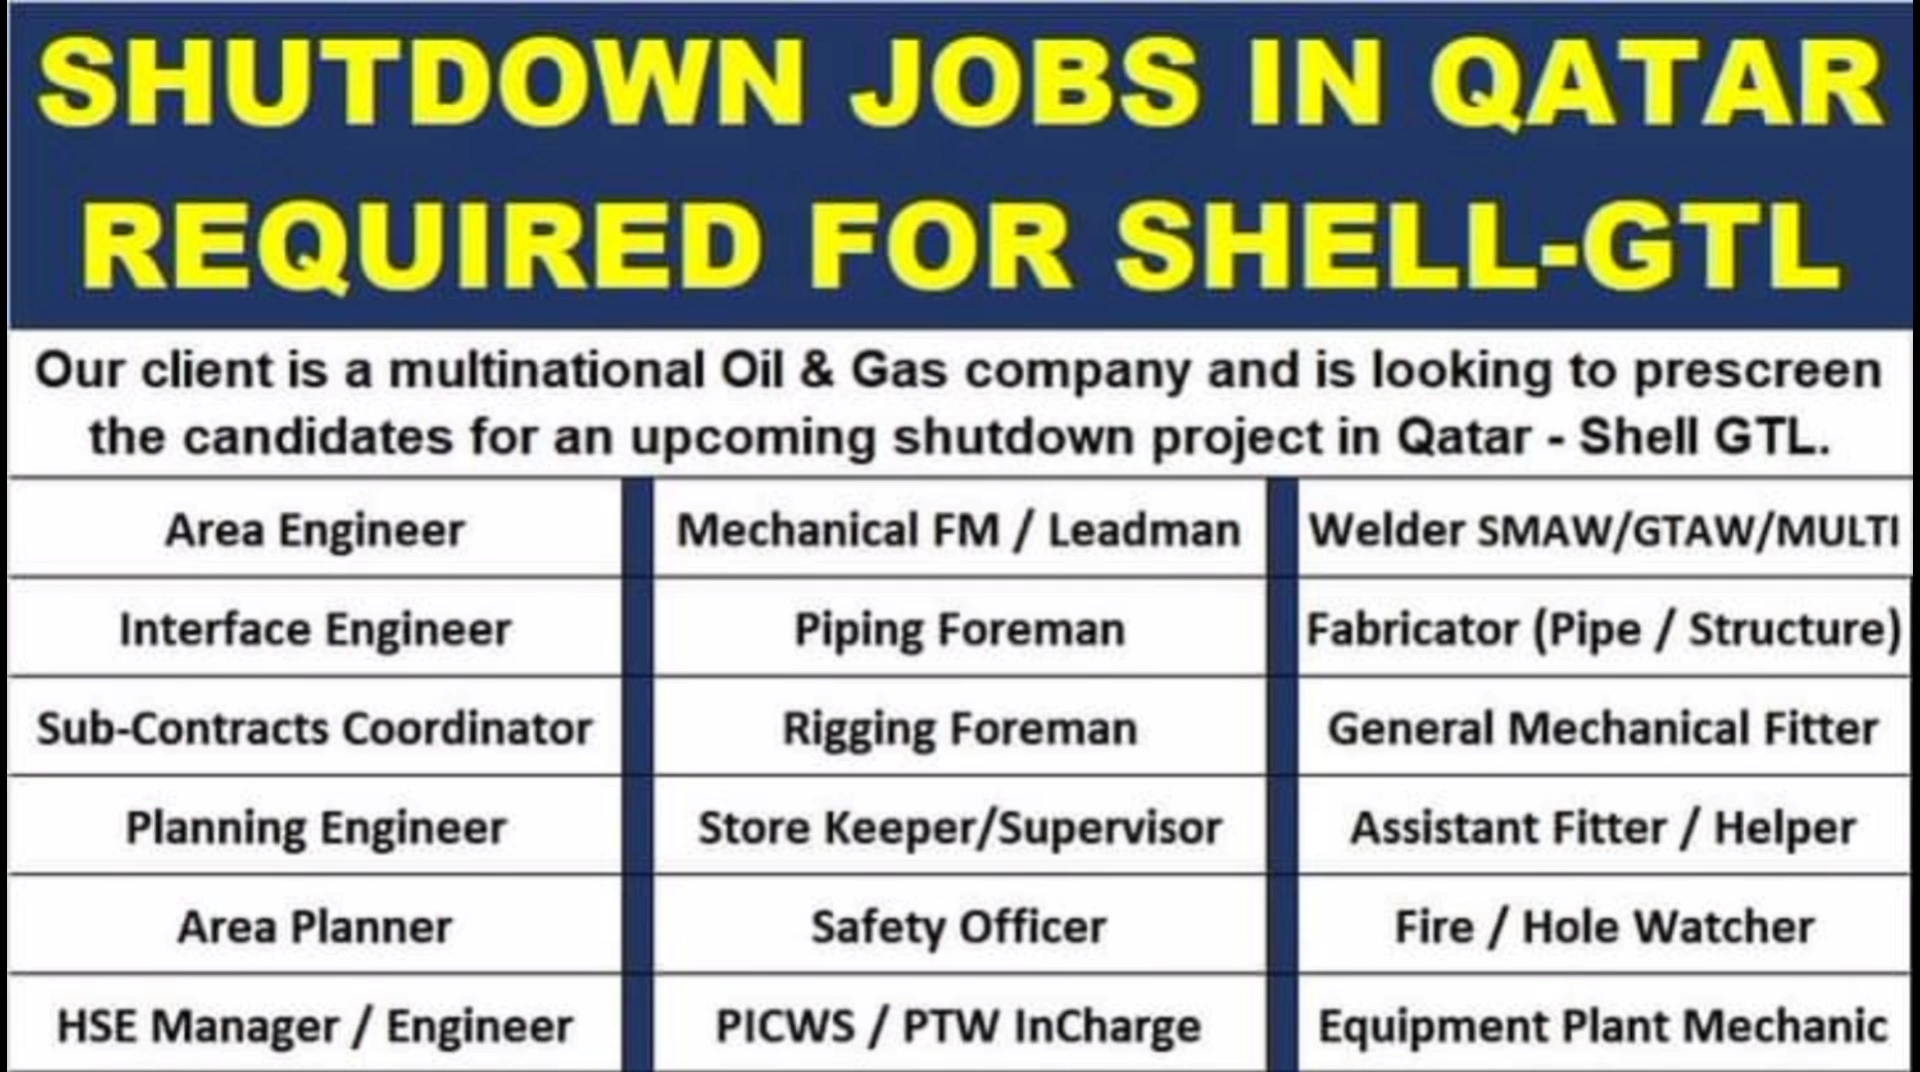 SHUTDOWN JOBS IN QATAR
REQUIRED FOR SHELL-GTL
Our client is a multinational Oil & Gas company and is looking to prescreen
the candidates for an upcoming shutdown project in Qatar - Shell GTL.
Area Engineer
Mechanical FM / Leadman
Welder SMAW/GTAW/MULTI
Interface Engineer
Piping Foreman
Fabricator (Pipe / Structure)
Sub-Contracts Coordinator
Rigging Foreman
General Mechanical Fitter
Planning Engineer
Store Keeper/Supervisor
Assistant Fitter / Helper
Area Planner
Safety Officer
Fire / Hole Watcher
HSE Manager / Engineer
PICWS / PTW InCharge
Equipment Plant Mechanic